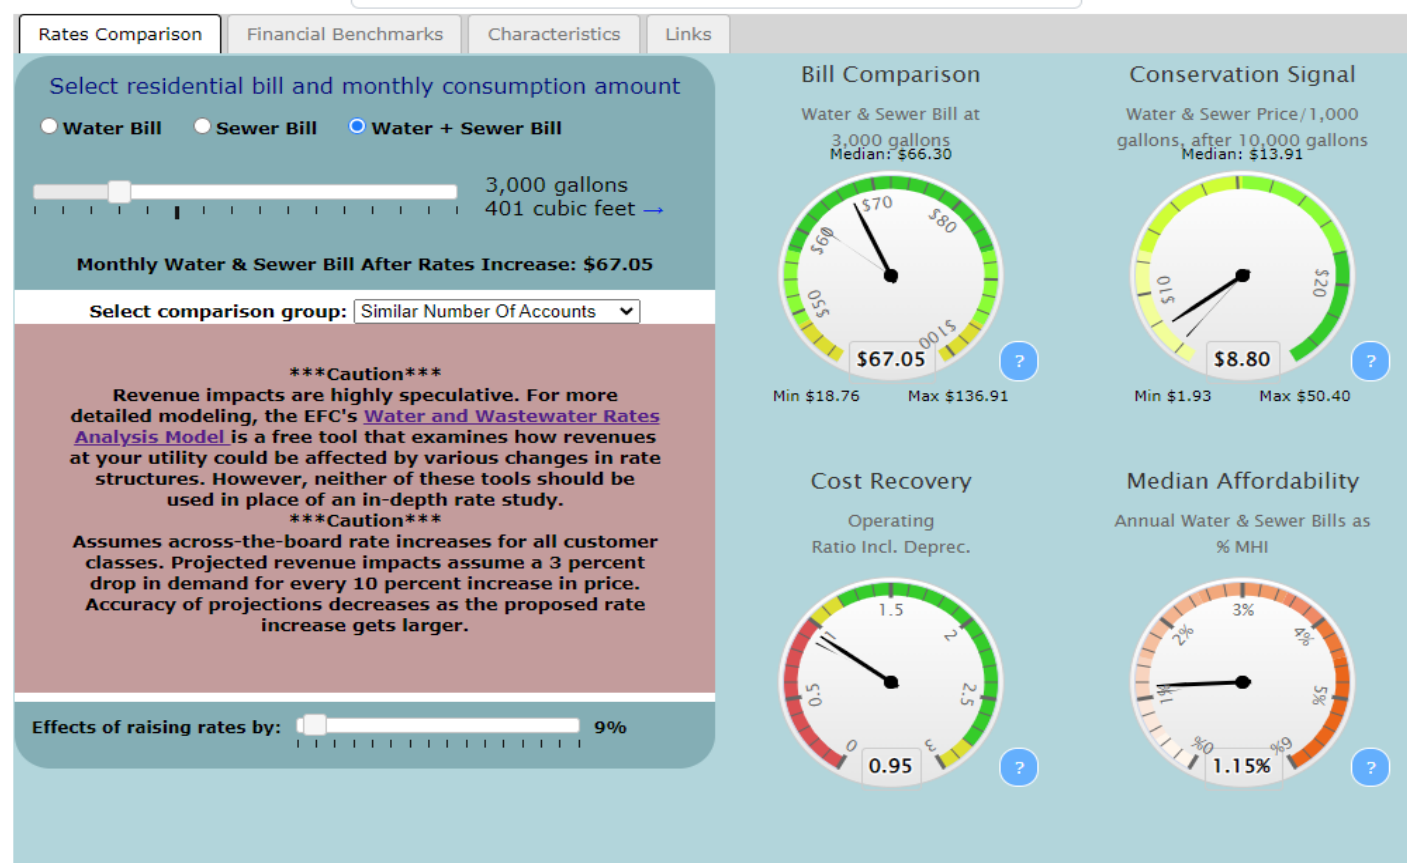 Rates Comparison
Financial Benchmarks
Characteristics
Links
Select residential bill and monthly consumption amount
Water Bill
Sewer Bill
Water + Sewer Bill
3,000 gallons
401 cubic feet →
Monthly Water & Sewer Bill After Rates Increase: $67.05
Select comparison group: Similar Number Of Accounts
***Caution***
Revenue impacts are highly speculative. For more
detailed modeling, the EFC's Water and Wastewater Rates
Analysis Model is a free tool that examines how revenues
at your utility could be affected by various changes in rate
structures. However, neither of these tools should be
used in place of an in-depth rate study.
***Caution***
Assumes across-the-board rate increases for all customer
classes. Projected revenue impacts assume a 3 percent
drop in demand for every 10 percent increase in price.
Accuracy of projections decreases as the proposed rate
increase gets larger.
Effects of raising rates by:
9%
Bill Comparison
Water & Sewer Bill at
3,000 gallons
Median: $66.30
$50
$60
$70
$80
$100
$67.05
?
Min $18.76
Max $136.91
Conservation Signal
Water & Sewer Price/1,000
gallons, after 10,000 gallons
Median: $13.91
$10
$20
$8.80
?
Min $1.93
Max $50.40
Cost Recovery
Operating
Ratio Incl. Deprec.
0
0.5
1
1.5
2
2.5
3
0.95
?
Median Affordability
Annual Water & Sewer Bills as
% MHI
0%
1%
2%
3%
4%
5%
6%
1.15%
?